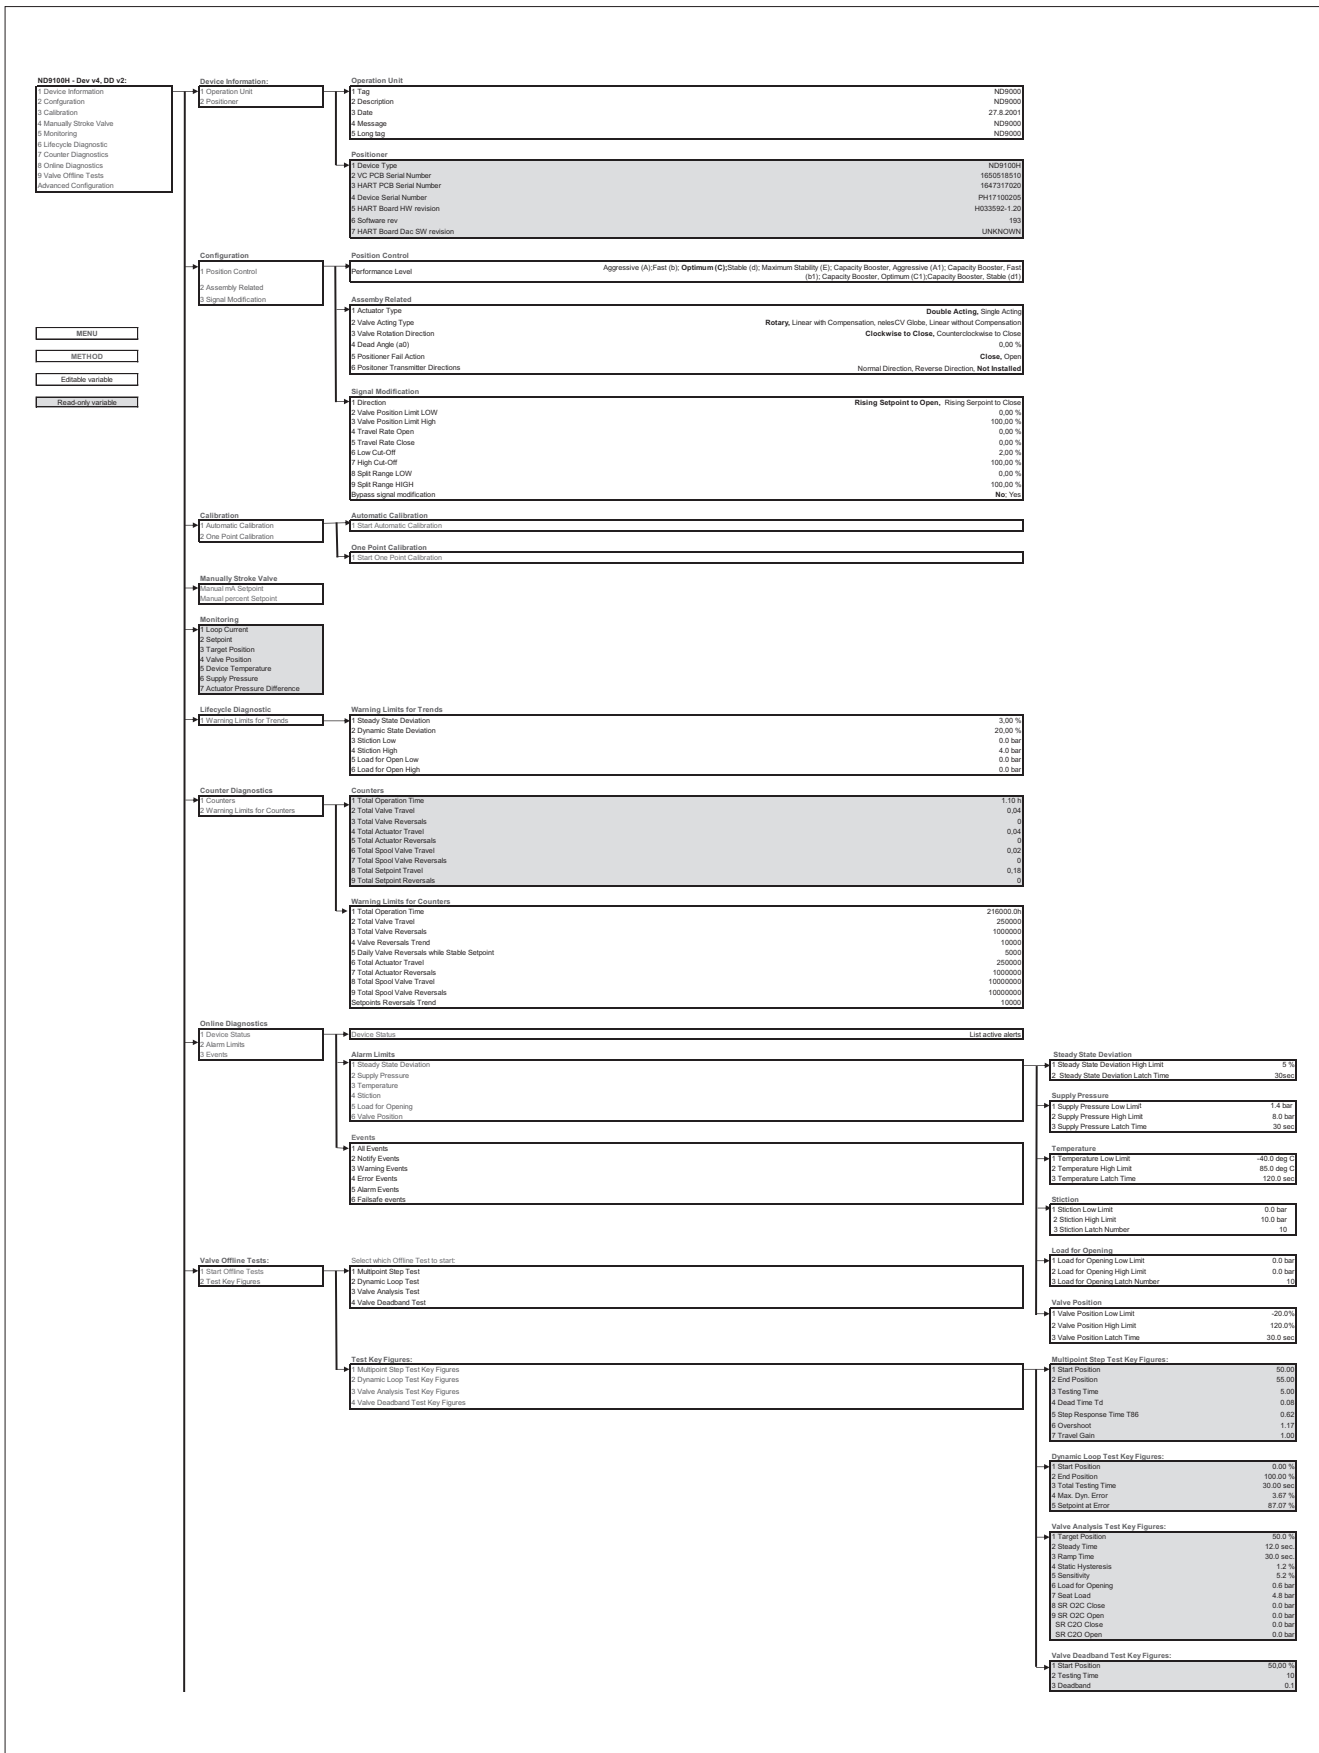 ND9100H - Dev v4, DD v2:
1 Device Information
2 Configuration
3 Calibration
4 Manually Stroke Valve
5 Monitoring
6 Lifecycle Diagnostic
7 Counter Diagnostics
8 Online Diagnostics
9 Valve Offline Tests
Advanced Configuration
MENU
METHOD
Editable variable
Read-only variable
Device Information:
1 Operation Unit
2 Positioner
Operation Unit
1 Tag ND9000
2 Description ND9000
3 Date 27.8.2001
4 Message ND9000
5 Long tag ND9000
Positioner
1 Device Type ND9100H
2 VC PCB Serial Number 1650518510
3 HART PCB Serial Number 1647317020
4 Device Serial Number PH17100205
5 HART Board HW revision H033592-1.20
6 Software rev 193
7 HART Board Dac SW revision UNKNOWN
Configuration
1 Position Control
2 Assembly Related
3 Signal Modification
Position Control
Performance Level Aggressive (A);Fast (b); Optimum (C);Stable (d); Maximum Stability (E); Capacity Booster, Aggressive (A1); Capacity Booster, Fast
(b1); Capacity Booster, Optimum (C1);Capacity Booster, Stable (d1)
Assemby Related
1 Actuator Type Double Acting, Single Acting
2 Valve Acting Type Rotary, Linear with Compensation, nelesCV Globe, Linear without Compensation
3 Valve Rotation Direction Clockwise to Close, Counterclockwise to Close
4 Dead Angle (a0) 0,00 %
5 Positioner Fail Action Close, Open
6 Positoner Transmitter Directions Normal Direction, Reverse Direction, Not Installed
Signal Modification
1 Direction Rising Setpoint to Open, Rising Serpoint to Close
2 Valve Position Limit LOW 0,00 %
3 Valve Position Limit High 100,00 %
4 Travel Rate Open 0,00 %
5 Travel Rate Close 0,00 %
6 Low Cut-Off 2,00 %
7 High Cut-Off 100,00 %
8 Split Range LOW 0,00 %
9 Split Range HIGH 100,00 %
Bypass signal modification No; Yes
Calibration
1 Automatic Calibration
2 One Point Calibration
Automatic Calibration
1 Start Automatic Calibration
One Point Calibration
1 Start One Point Calibration
Manually Stroke Valve
Manual mA Setpoint
Manual percent Setpoint
Monitoring
1 Loop Current
2 Setpoint
3 Target Position
4 Valve Position
5 Device Temperature
6 Supply Pressure
7 Actuator Pressure Difference
Lifecycle Diagnostic
1 Warning Limits for Trends
Warning Limits for Trends
1 Steady State Deviation 3,00 %
2 Dynamic State Deviation 20,00 %
3 Stiction Low 0.0 bar
4 Stiction High 4.0 bar
5 Load for Open Low 0.0 bar
6 Load for Open High 0.0 bar
Counter Diagnostics
1 Counters
2 Warning Limits for Counters
Counters
1 Total Operation Time 1.10 h
2 Total Valve Travel 0,04
3 Total Valve Reversals 0
4 Total Actuator Travel 0,04
5 Total Actuator Reversals 0
6 Total Spool Valve Travel 0,02
7 Total Spool Valve Reversals 0
8 Total Setpoint Travel 0,18
9 Total Setpoint Reversals 0
Warning Limits for Counters
1 Total Operation Time 216000.0h
2 Total Valve Travel 250000
3 Total Valve Reversals 1000000
4 Valve Reversals Trend 10000
5 Daily Valve Reversals while Stable Setpoint 5000
6 Total Actuator Travel 250000
7 Total Actuator Reversals 1000000
8 Total Spool Valve Travel 10000000
9 Total Spool Valve Reversals 10000000
Setpoints Reversals Trend 10000
Online Diagnostics
1 Device Status
2 Alarm Limits
3 Events
Device Status List active alerts
Alarm Limits
1 Steady State Deviation
2 Supply Pressure
3 Temperature
4 Stiction
5 Load for Opening
6 Valve Position
Events
1 All Events
2 Notify Events
3 Warning Events
4 Error Events
5 Alarm Events
6 Failsafe events
Steady State Deviation
1 Steady State Deviation High Limit 5 %
2 Steady State Deviation Latch Time 30sec
Supply Pressure
1 Supply Pressure Low Limit 1.4 bar
2 Supply Pressure High Limit 8.0 bar
3 Supply Pressure Latch Time 30 sec
Temperature
1 Temperature Low Limit -40.0 deg C
2 Temperature High Limit 85.0 deg C
3 Temperature Latch Time 120.0 sec
Stiction
1 Stiction Low Limit 0.0 bar
2 Stiction High Limit 10.0 bar
3 Stiction Latch Number 10
Load for Opening
1 Load for Opening Low Limit 0.0 bar
2 Load for Opening High Limit 0.0 bar
3 Load for Opening Latch Number 10
Valve Position
1 Valve Position Low Limit -20.0%
2 Valve Position High Limit 120.0%
3 Valve Position Latch Time 30.0 sec
Valve Offline Tests:
1 Start Offline Tests
2 Test Key Figures
Select which Offline Test to start:
1 Multipoint Step Test
2 Dynamic Loop Test
3 Valve Analysis Test
4 Valve Deadband Test
Test Key Figures:
1 Multipoint Step Test Key Figures
2 Dynamic Loop Test Key Figures
3 Valve Analysis Test Key Figures
4 Valve Deadband Test Key Figures
Multipoint Step Test Key Figures:
1 Start Position 50.00
2 End Position 55.00
3 Testing Time 5.00
4 Dead Time Td 0.08
5 Step Response Time T86 0.62
6 Overshoot 1.17
7 Travel Gain 1.00
Dynamic Loop Test Key Figures:
1 Start Position 0.00 %
2 End Position 100.00 %
3 Total Testing Time 30.00 sec
4 Max. Dyn. Error 3.67 %
5 Setpoint at Error 87.07 %
Valve Analysis Test Key Figures:
1 Target Position 50.0 %
2 Steady Time 12.0 sec.
3 Ramp Time 30.0 sec.
4 Static Hysteresis 1.2 %
5 Sensitivity 5.2 %
6 Load for Opening 0.6 bar
7 Seat Load 4.8 bar
8 SR O2C Close 0.0 bar
9 SR O2C Open 0.0 bar
SR C2O Close 0.0 bar
SR C2O Open 0.0 bar
Valve Deadband Test Key Figures:
1 Start Position 50,00 %
2 Testing Time 10
3 Deadband 0.1